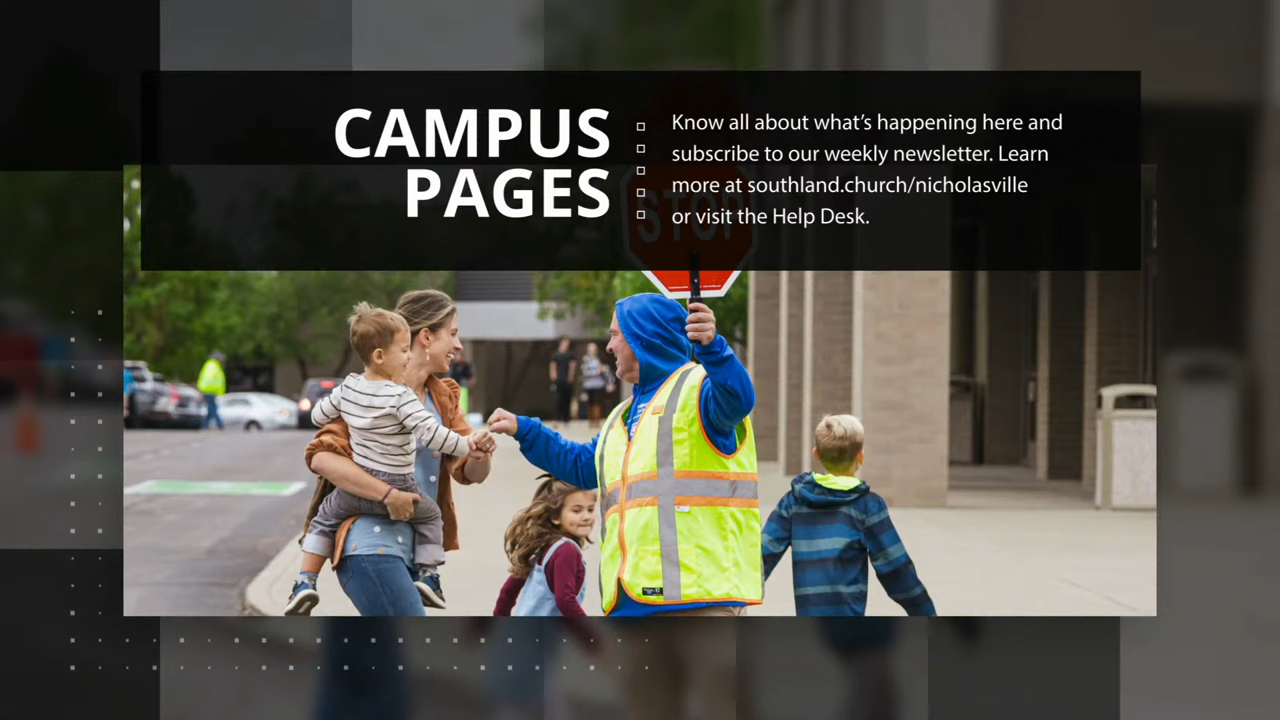 CAMPUS
PAGES
Know all about what's happening here and
subscribe to our weekly newsletter. Learn
more at southland.church/nicholasville
or visit the Help Desk.
STOP